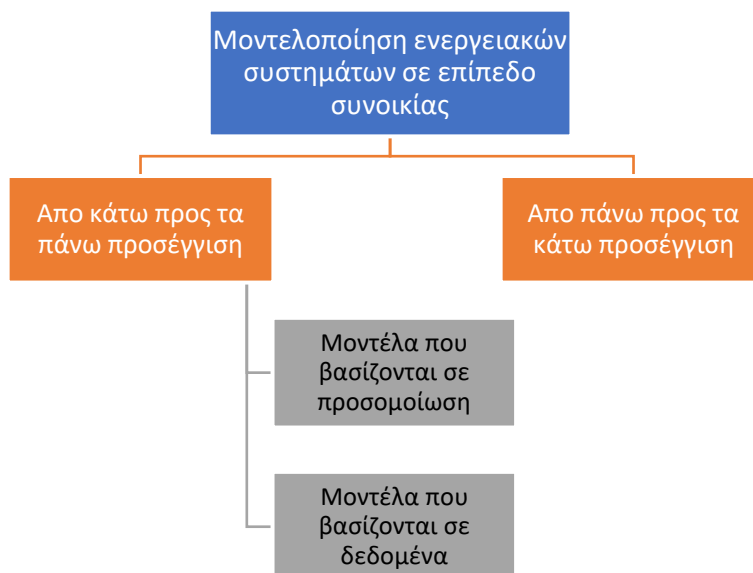 Μοντελοποίηση ενεργειακών
συστημάτων σε επίπεδο
συνοικίας
Απο κάτω προς τα
πάνω προσέγγιση
Απο πάνω προς τα
κάτω προσέγγιση
Μοντέλα που
βασίζονται σε
προσομοίωση
Μοντέλα που
βασίζονται σε
δεδομένα